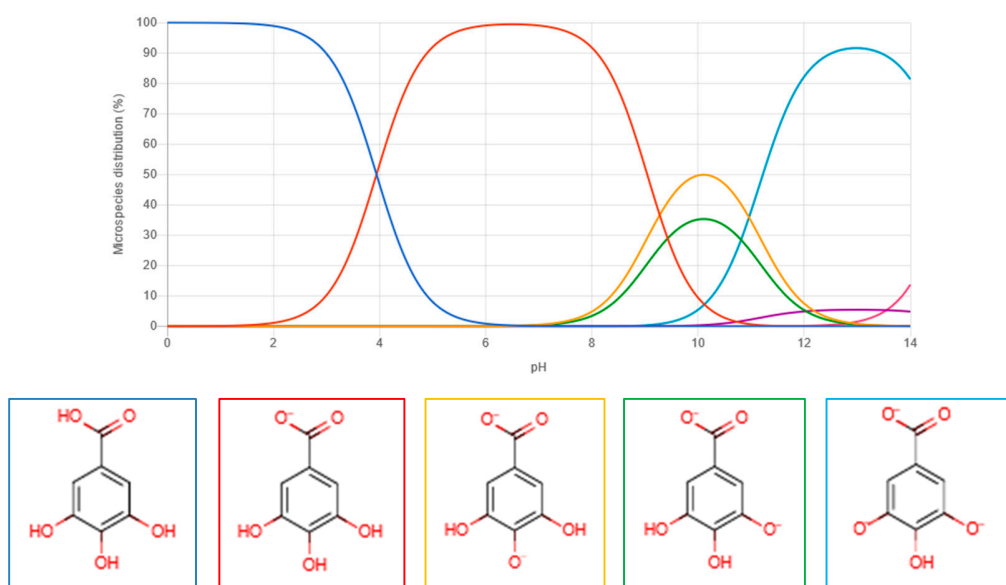 100
90
80
70
60
50
40
30
20
10
0
Microspecies distribution (%)
0 2 4 6 8 10 12 14
pH
HO O
HO OH
OH
O⁻ O
HO OH
OH
O⁻ O
HO OH
O⁻
O⁻ O
HO O⁻
OH
O⁻ O
O O⁻
OH